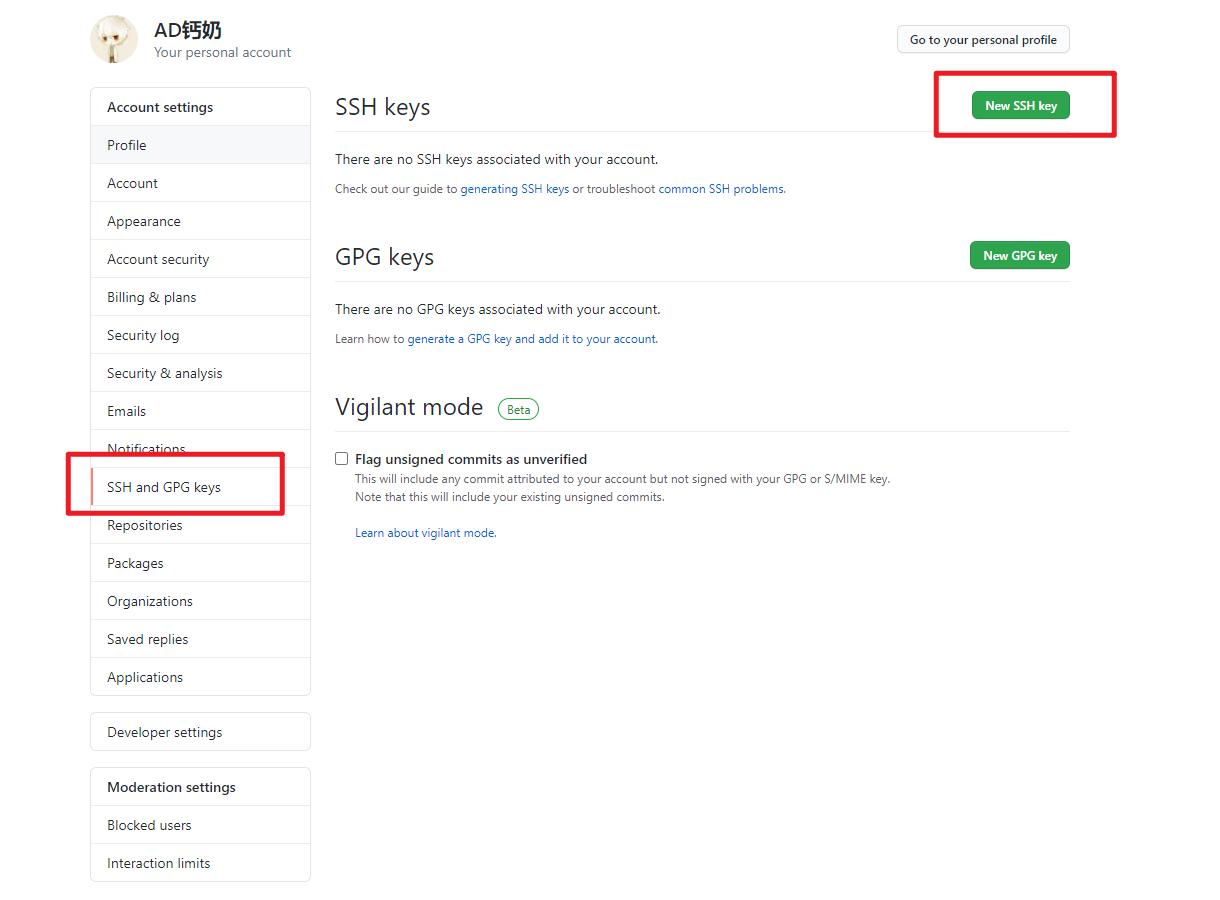 AD钙奶
Your personal account
Go to your personal profile
Account settings
Profile
Account
Appearance
Account security
Billing & plans
Security log
Security & analysis
Emails
Notifications
SSH and GPG keys
Repositories
Packages
Organizations
Saved replies
Applications
Developer settings
Moderation settings
Blocked users
Interaction limits
SSH keys
New SSH key
There are no SSH keys associated with your account.
Check out our guide to generating SSH keys or troubleshoot common SSH problems.
GPG keys
New GPG key
There are no GPG keys associated with your account.
Learn how to generate a GPG key and add it to your account.
Vigilant mode Beta
Flag unsigned commits as unverified
This will include any commit attributed to your account but not signed with your GPG or S/MIME key.
Note that this will include your existing unsigned commits.
Learn about vigilant mode.